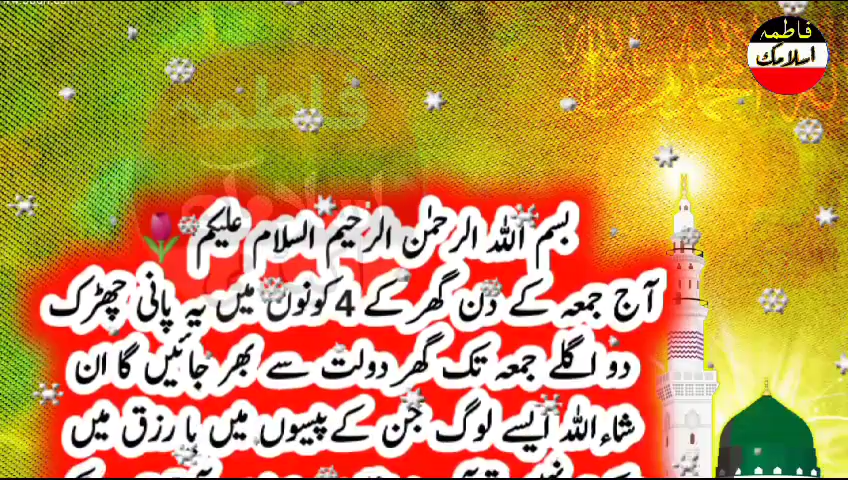 فاطمہ
اسلامک
بسم اللہ الرحمٰن الرحیم السلام علیکم
آج جمعہ کے دن گھر کے 4 کونوں میں یہ پانی چھڑک
دو اگلے جمعہ تک گھر دولت سے بھر جائیں گا ان
شاءاللہ ایسے لوگ جن کے پیسوں میں یا رزق میں